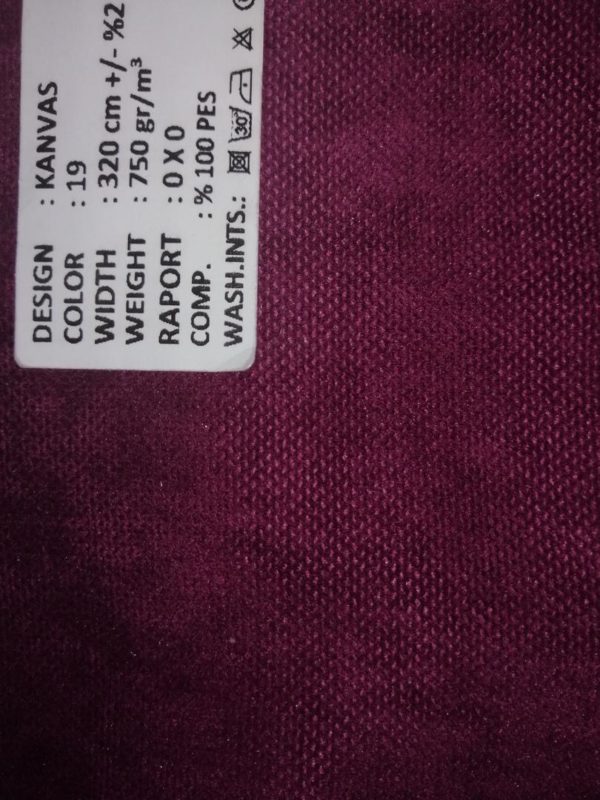 DESIGN : KANVAS
COLOR : 19
WIDTH : 320 cm +/- %2
WEIGHT : 750 gr/m³
RAPORT : 0 X 0
COMP. : % 100 PES
WASH.INTS.: 30°